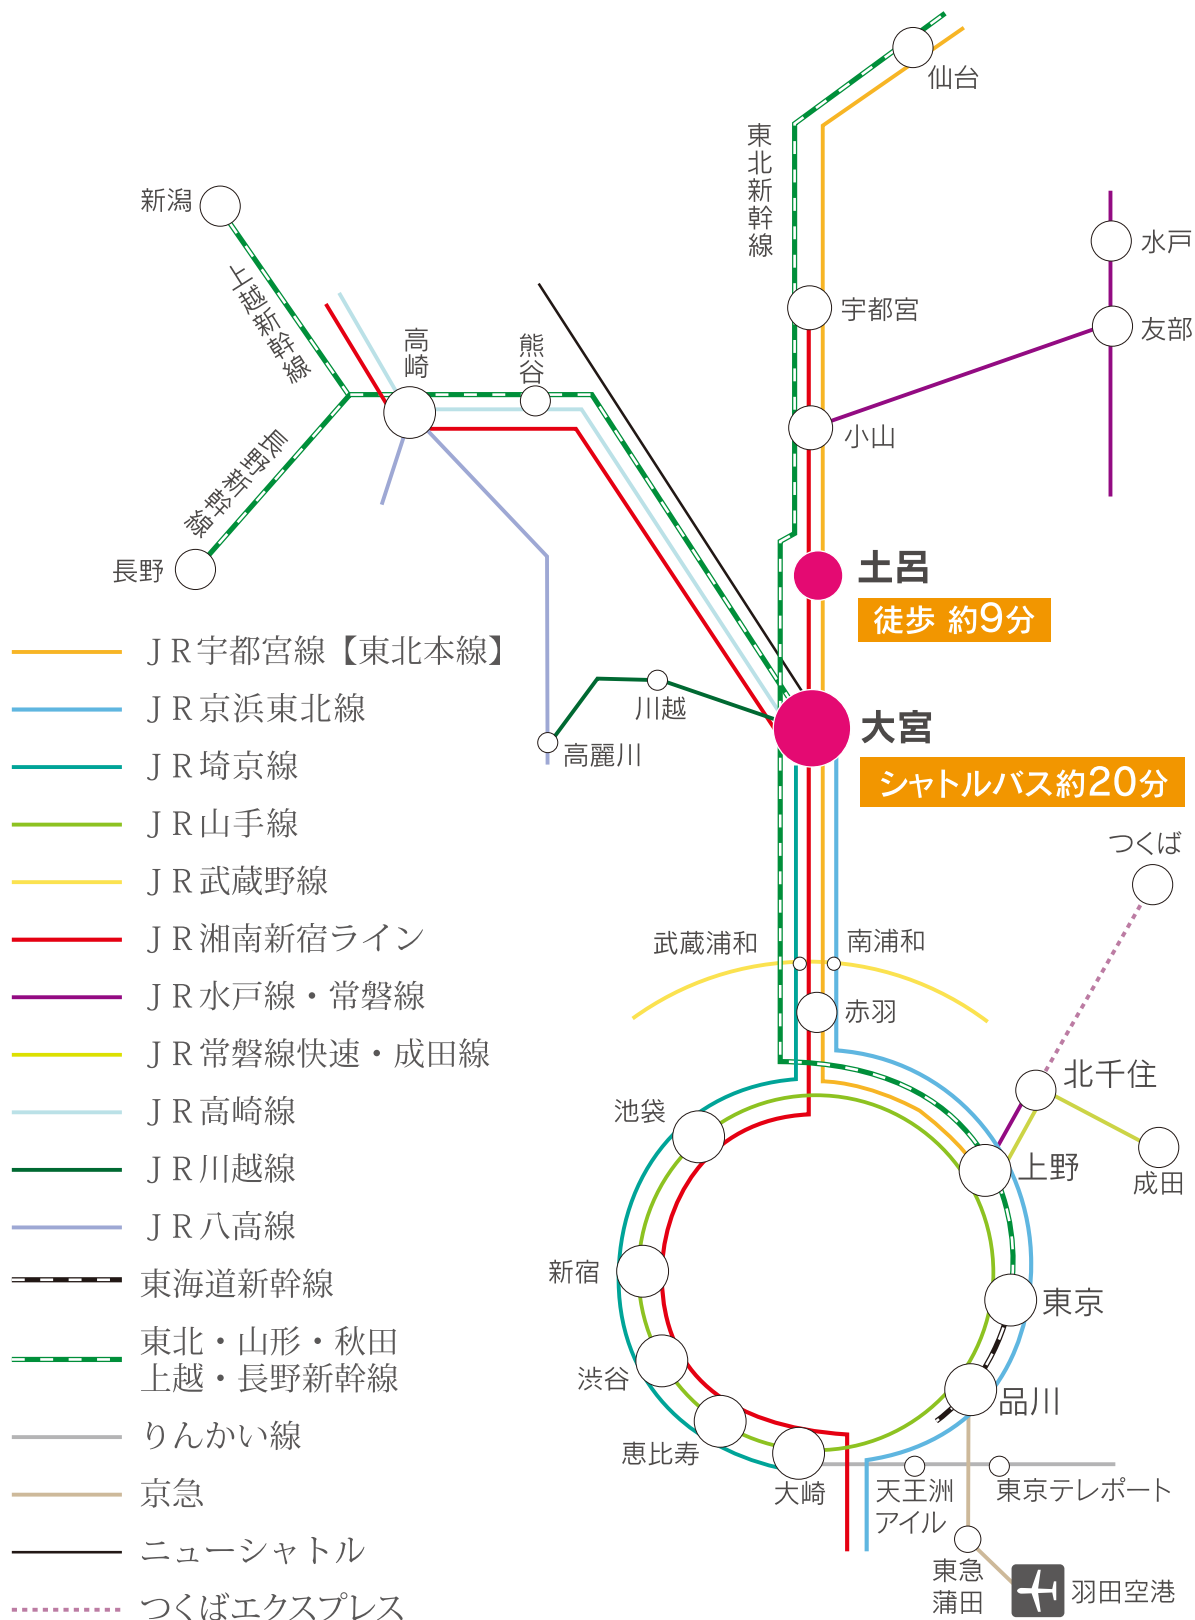 仙台
東北新幹線
新潟
上越新幹線
水戸
宇都宮
友部
高崎
熊谷
小山
長野新幹線
長野
土呂
徒歩 約9分
川越
高麗川
大宮
シャトルバス約20分
つくば
武蔵浦和
南浦和
赤羽
北千住
池袋
上野
成田
新宿
東京
渋谷
品川
恵比寿
大崎
天王洲
アイル
東京テレポート
東急
蒲田
羽田空港
JR宇都宮線【東北本線】
JR京浜東北線
JR埼京線
JR山手線
JR武蔵野線
JR湘南新宿ライン
JR水戸線・常磐線
JR常磐線快速・成田線
JR高崎線
JR川越線
JR八高線
東海道新幹線
東北・山形・秋田
上越・長野新幹線
りんかい線
京急
ニューシャトル
つくばエクスプレス